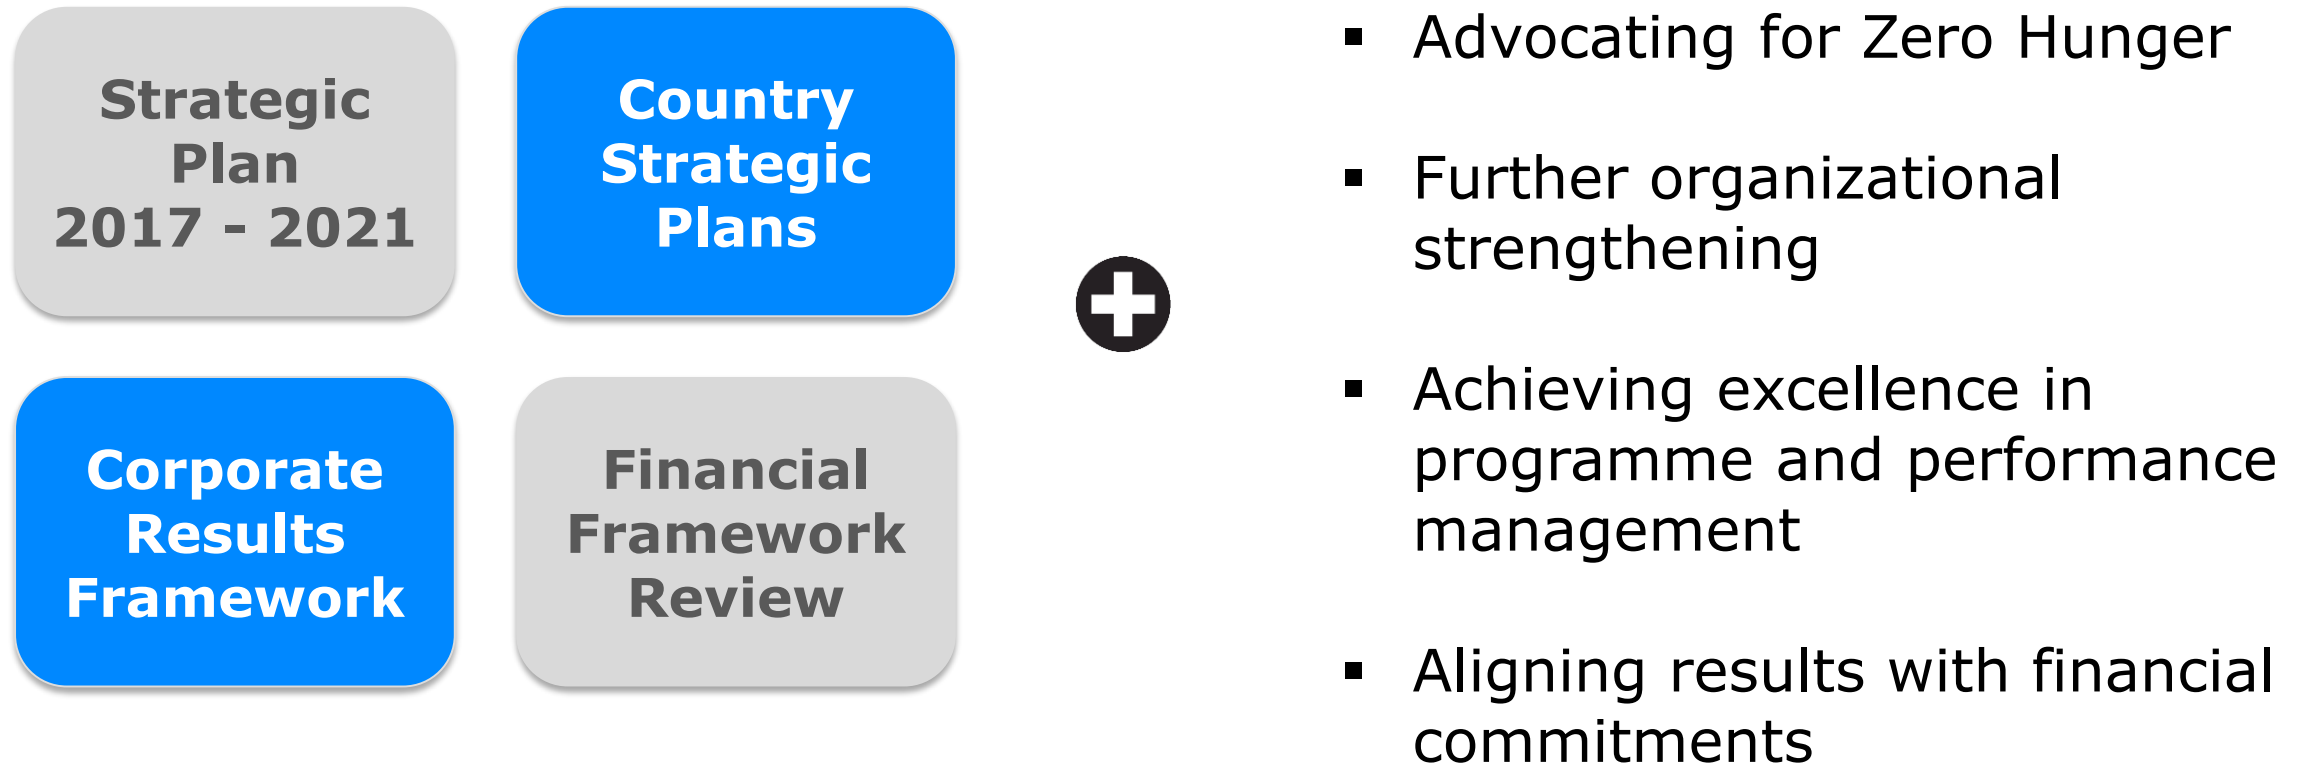 Strategic
Plan
2017 - 2021
Country
Strategic
Plans
Corporate
Results
Framework
Financial
Framework
Review
▪ Advocating for Zero Hunger
▪ Further organizational
strengthening
▪ Achieving excellence in
programme and performance
management
▪ Aligning results with financial
commitments